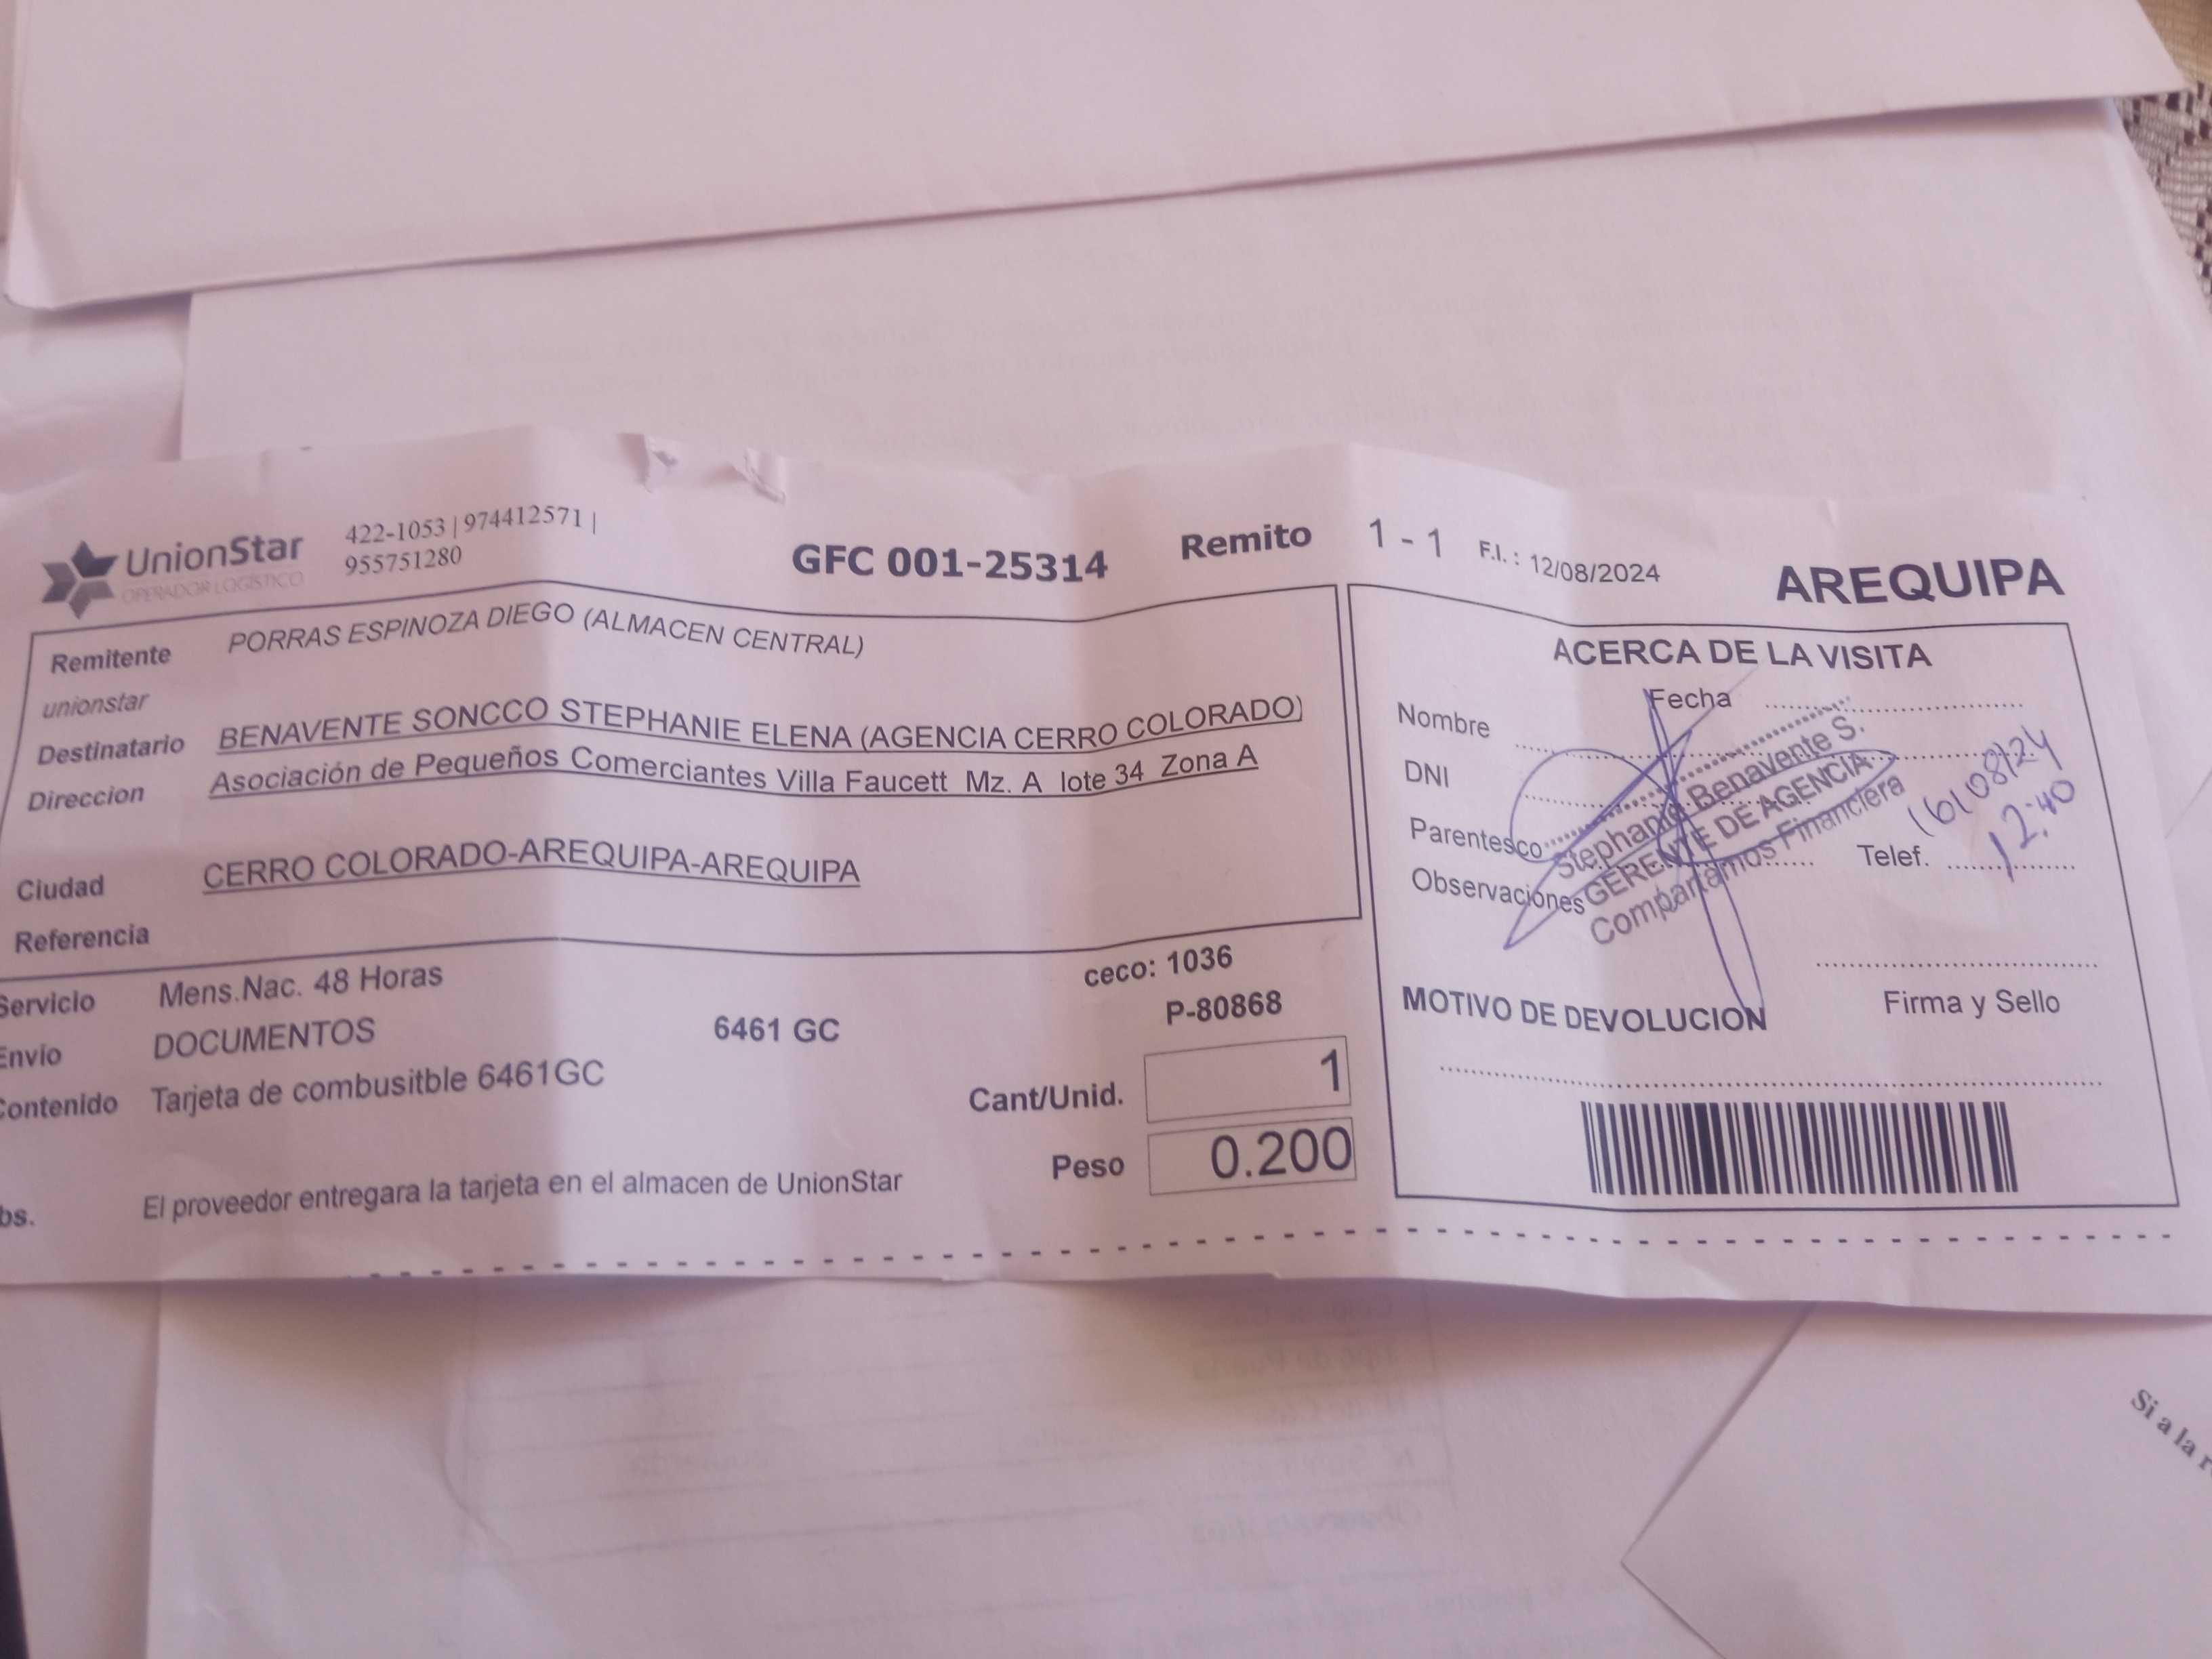 UnionStar
OPERADOR LOGÍSTICO
422-1053 | 974412571 |
955751280
GFC 001-25314
Remito 1 - 1
F.I. : 12/08/2024
AREQUIPA
Remitente PORRAS ESPINOZA DIEGO (ALMACEN CENTRAL)
unionstar
Destinatario BENAVENTE SONCCO STEPHANIE ELENA (AGENCIA CERRO COLORADO)
Direccion Asociación de Pequeños Comerciantes Villa Faucett Mz. A lote 34 Zona A
Ciudad CERRO COLORADO-AREQUIPA-AREQUIPA
Referencia
Servicio Mens.Nac. 48 Horas
ceco: 1036
Envio DOCUMENTOS
6461 GC
P-80868
Contenido Tarjeta de combusitble 6461GC
Cant/Unid. 1
Peso 0.200
bs. El proveedor entregara la tarjeta en el almacen de UnionStar
ACERCA DE LA VISITA
Fecha
Nombre
DNI
Parentesco
Telef.
Observaciones
Stephanie Benavente S.
GERENTE DE AGENCIA
Compartamos Financiera
16/08/24
12:40
Firma y Sello
MOTIVO DE DEVOLUCION
Si a la r